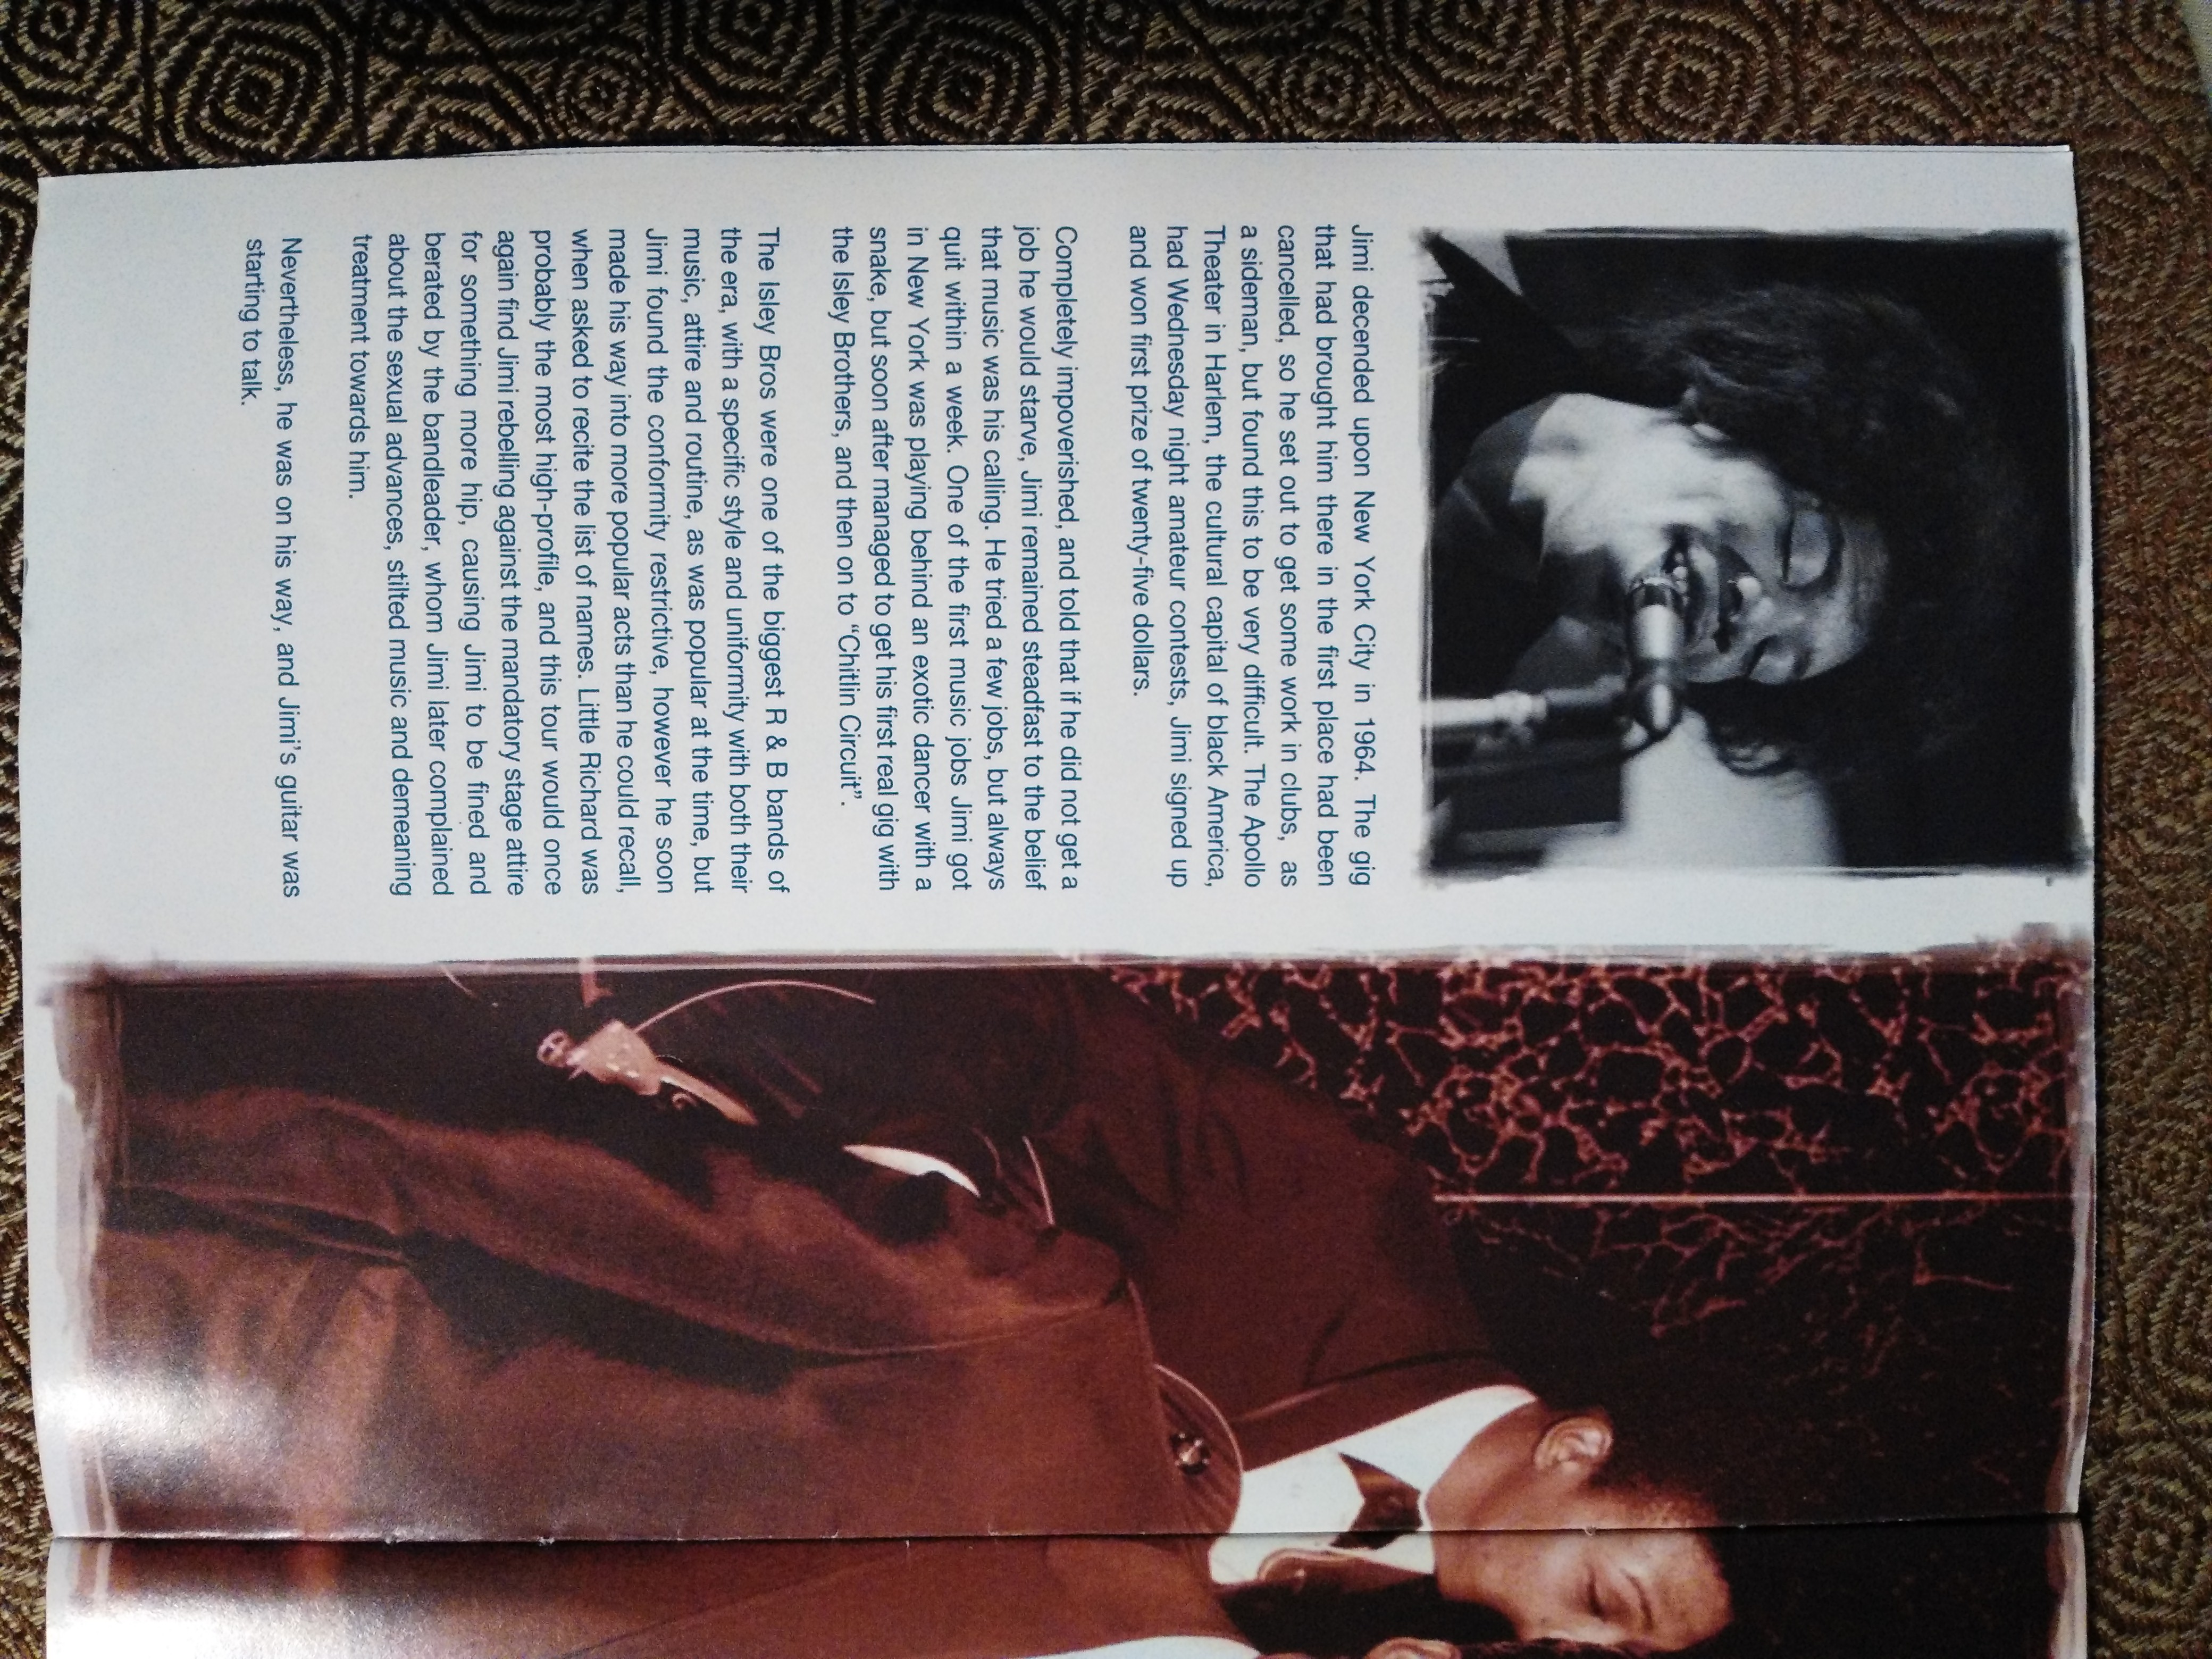 Jimi decended upon New York City in 1964. The gig
that had brought him there in the first place had been
cancelled, so he set out to get some work in clubs, as
a sideman, but found this to be very difficult. The Apollo
Theater in Harlem, the cultural capital of black America,
had Wednesday night amateur contests, Jimi signed up
and won first prize of twenty-five dollars.
Completely impoverished, and told that if he did not get a
job he would starve, Jimi remained steadfast to the belief
that music was his calling. He tried a few jobs, but always
quit within a week. One of the first music jobs Jimi got
in New York was playing behind an exotic dancer with a
snake, but soon after managed to get his first real gig with
the Isley Brothers, and then on to “Chitlin Circuit”.
The Isley Bros were one of the biggest R & B bands of
the era, with a specific style and uniformity with both their
music, attire and routine, as was popular at the time, but
Jimi found the conformity restrictive, however he soon
made his way into more popular acts than he could recall,
when asked to recite the list of names. Little Richard was
probably the most high-profile, and this tour would once
again find Jimi rebelling against the mandatory stage attire
for something more hip, causing Jimi to be fined and
berated by the bandleader, whom Jimi later complained
about the sexual advances, stilted music and demeaning
treatment towards him.
Nevertheless, he was on his way, and Jimi's guitar was
starting to talk.